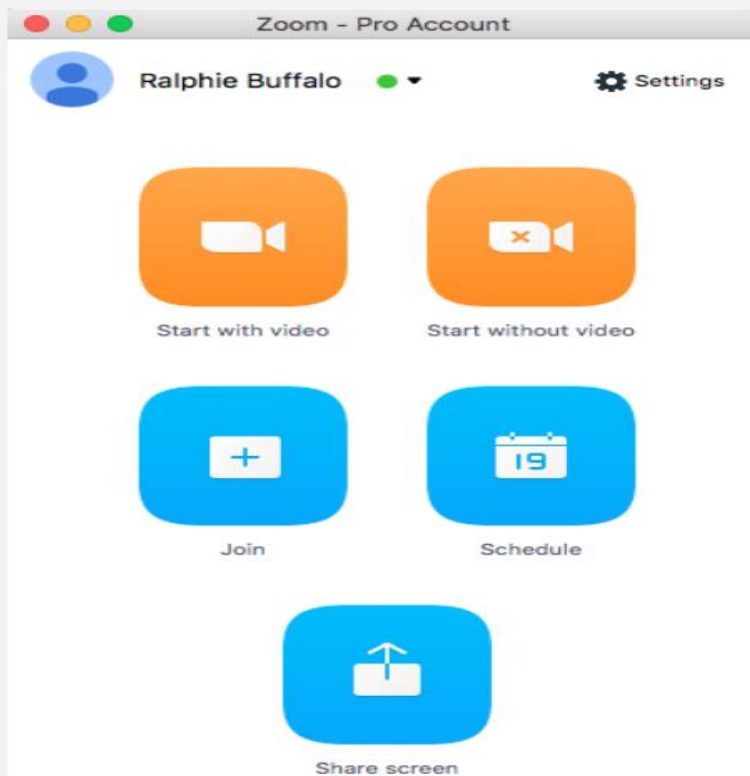 Zoom - Pro Account
Ralphie Buffalo
Settings
Start with video
Start without video
19
Join
Schedule
Share screen